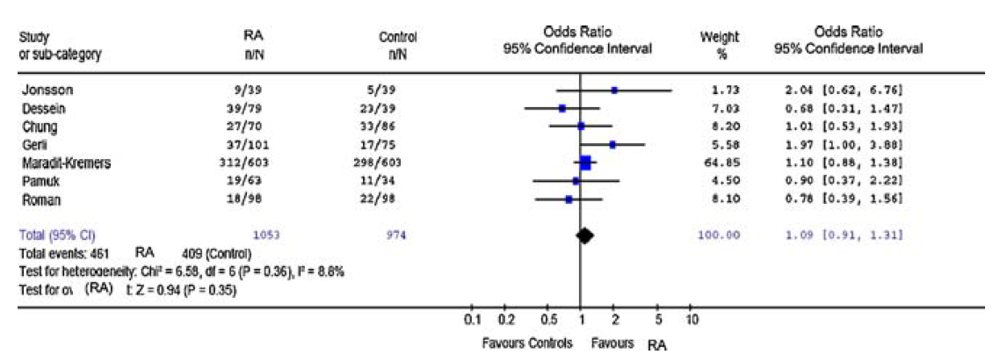 Study RA Control Odds Ratio Weight Odds Ratio
or sub-category n/N n/N 95% Confidence Interval % 95% Confidence Interval
Jonsson 9/39 5/39 1.73 2.04 [0.62, 6.76]
Dessein 39/79 23/39 7.03 0.68 [0.31, 1.47]
Chung 27/70 33/86 8.20 1.01 [0.53, 1.93]
Gerli 37/101 17/75 5.58 1.97 [1.00, 3.88]
Maradit-Kremers 312/603 298/603 64.85 1.10 [0.88, 1.38]
Pamuk 19/63 11/34 4.50 0.90 [0.37, 2.22]
Roman 18/98 22/98 8.10 0.78 [0.39, 1.56]
Total (95% CI) 1053 974 100.00 1.09 [0.91, 1.31]
Total events: 461 RA 409 (Control)
Test for heterogeneity: Chi² = 6.58, df = 6 (P = 0.36), I² = 8.8%
Test for (RA) Z = 0.94 (P = 0.35)
0.1 0.2 0.5 1 2 5 10
Favours Controls Favours RA